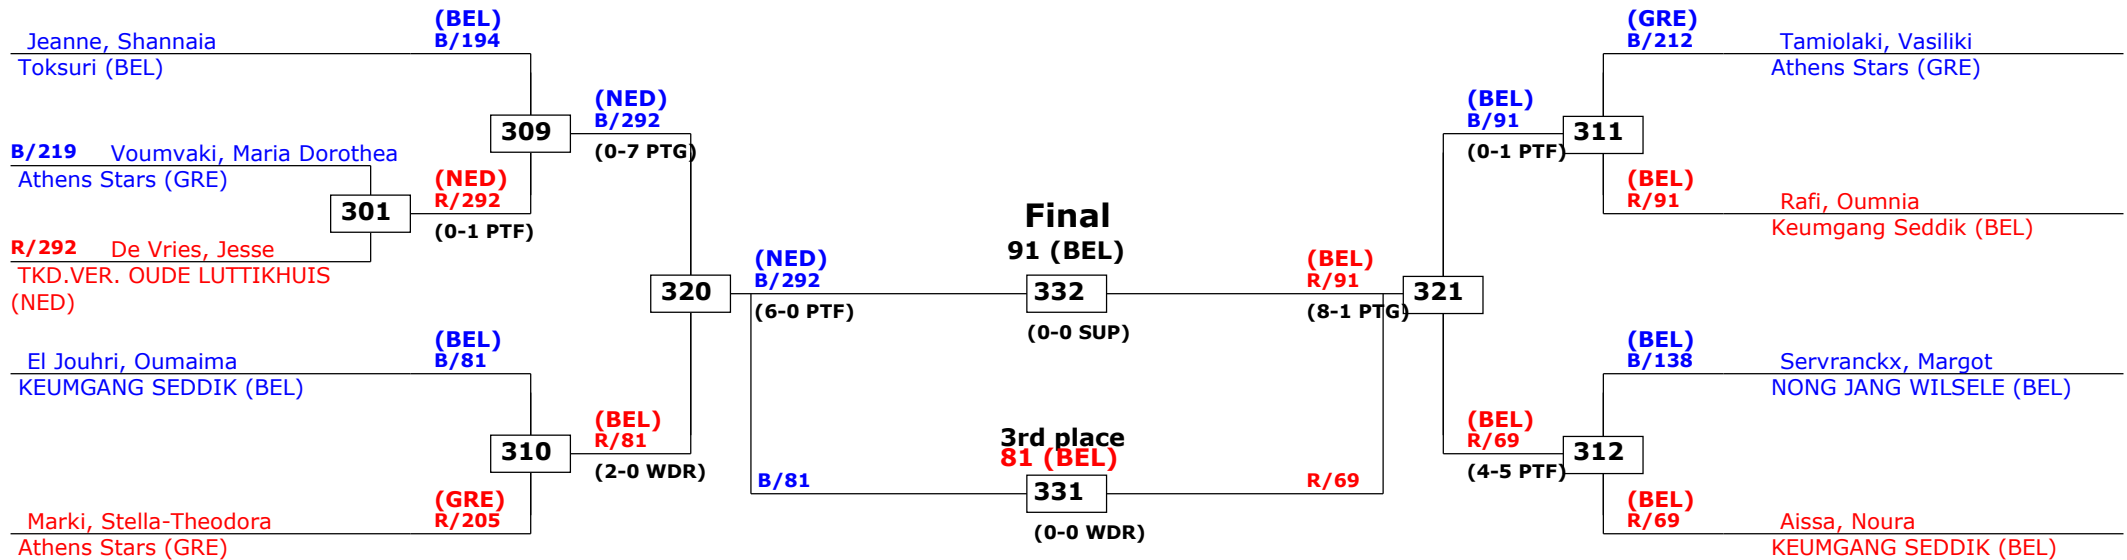 (BEL)
Jeanne, Shannaia B/194
Toksuri (BEL)
(NED)
B/292
309
(0-7 PTG)
B/219 Voumvaki, Maria Dorothea
Athens Stars (GRE)
(NED)
R/292
301
(0-1 PTF)
R/292 De Vries, Jesse
TKD.VER. OUDE LUTTIKHUIS
(NED)
320
(NED)
B/292
(6-0 PTF)
(BEL)
El Jouhri, Oumaima B/81
KEUMGANG SEDDIK (BEL)
(BEL)
R/81
310
(2-0 WDR)
(GRE)
Marki, Stella-Theodora R/205
Athens Stars (GRE)
Final
91 (BEL)
332
(0-0 SUP)
3rd place
81 (BEL)
B/81
331
R/69
(0-0 WDR)
(BEL)
R/91
321
(8-1 PTG)
(GRE)
B/212 Tamiolaki, Vasiliki
Athens Stars (GRE)
(BEL)
B/91
311
(0-1 PTF)
(BEL)
R/91 Rafi, Oumnia
Keumgang Seddik (BEL)
(BEL)
B/138 Servranckx, Margot
NONG JANG WILSELE (BEL)
(BEL)
R/69
312
(4-5 PTF)
(BEL)
R/69 Aissa, Noura
KEUMGANG SEDDIK (BEL)